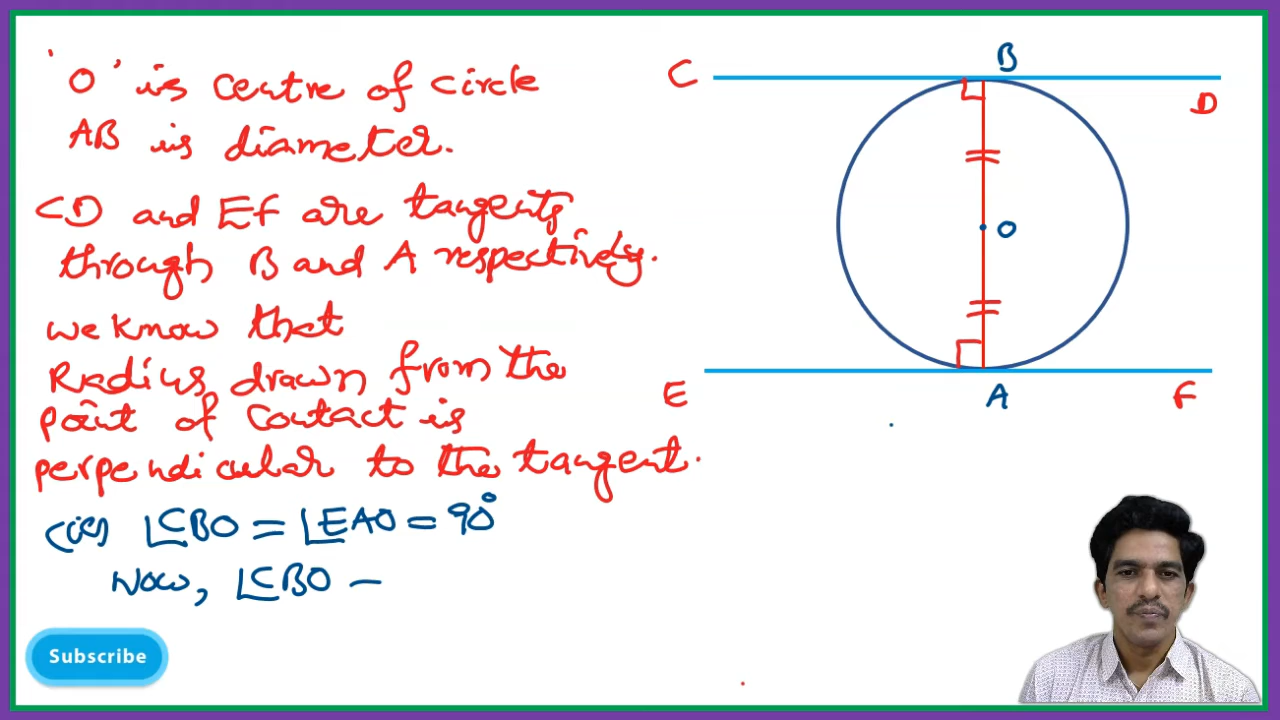 'O' is centre of circle
AB is diameter.
CD and EF are tangents
through B and A respectively.
we know that
Radius drawn from the
point of contact is
perpendicular to the tangent.
(ie) ∠CBO = ∠EAO = 90°
Now, ∠CBO =
Subscribe
B
C
D
O
E
A
F